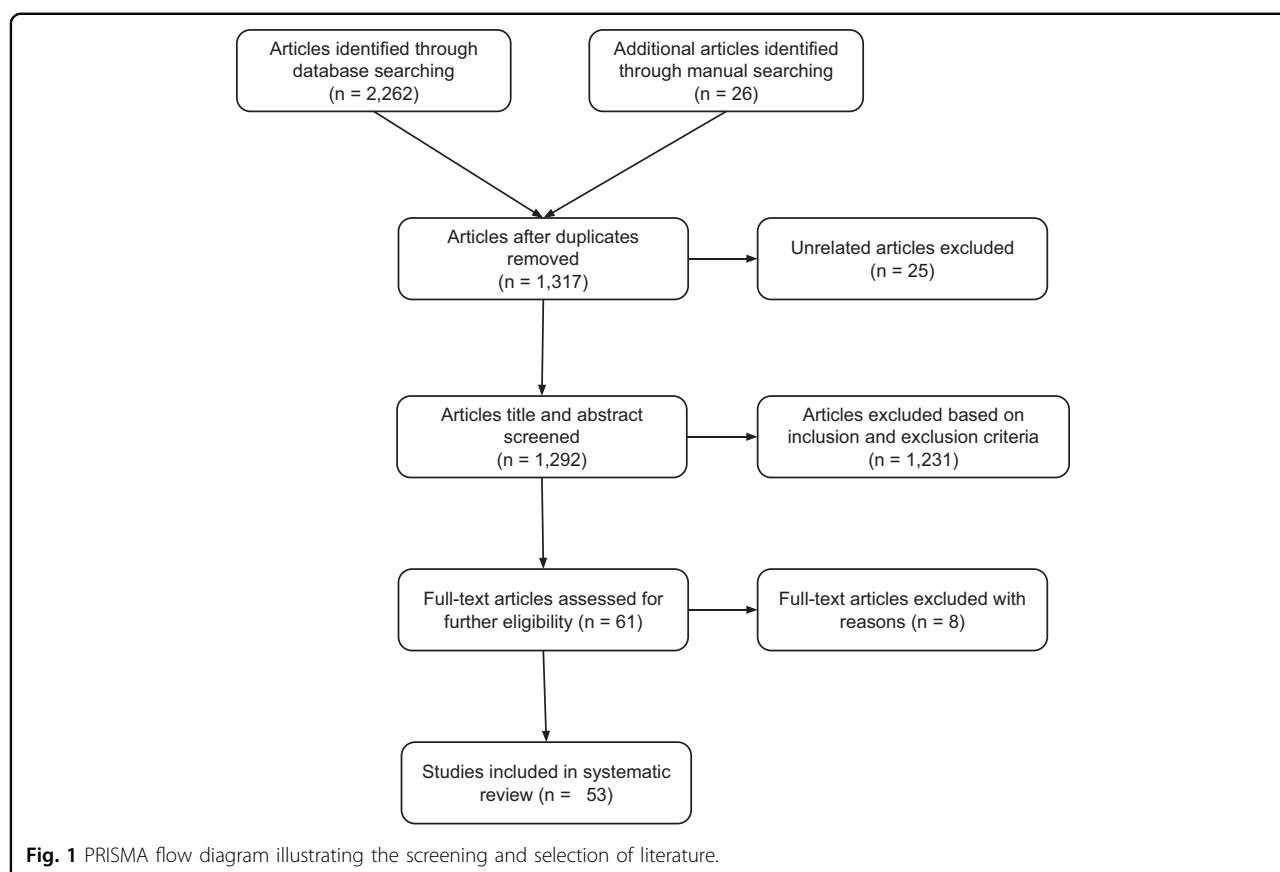 Articles identified through
database searching
(n = 2,262)
Additional articles identified
through manual searching
(n = 26)
Articles after duplicates
removed
(n = 1,317)
Unrelated articles excluded
(n = 25)
Articles title and abstract
screened
(n = 1,292)
Articles excluded based on
inclusion and exclusion criteria
(n = 1,231)
Full-text articles assessed for
further eligibility (n = 61)
Full-text articles excluded with
reasons (n = 8)
Studies included in systematic
review (n = 53)
Fig. 1 PRISMA flow diagram illustrating the screening and selection of literature.